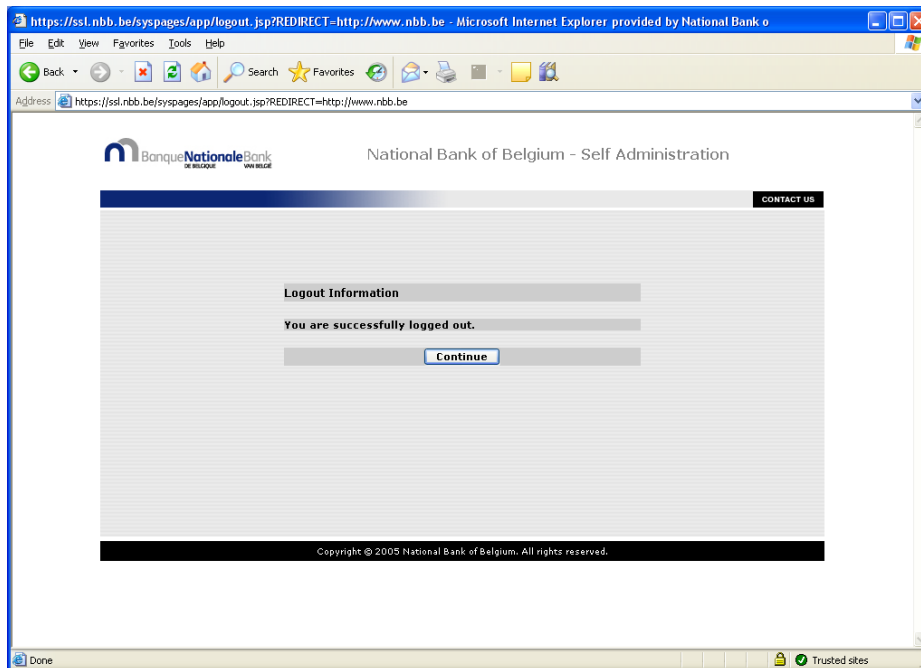 https://ssl.nbb.be/syspages/app/logout.jsp?REDIRECT=http://www.nbb.be - Microsoft Internet Explorer provided by National Bank o
File Edit View Favorites Tools Help
Back Search Favorites
Address https://ssl.nbb.be/syspages/app/logout.jsp?REDIRECT=http://www.nbb.be
BanqueNationaleBank
DE BELGIQUE VAN BELGIË
National Bank of Belgium - Self Administration
CONTACT US
Logout Information
You are successfully logged out.
Continue
Copyright © 2005 National Bank of Belgium. All rights reserved.
Done Trusted sites